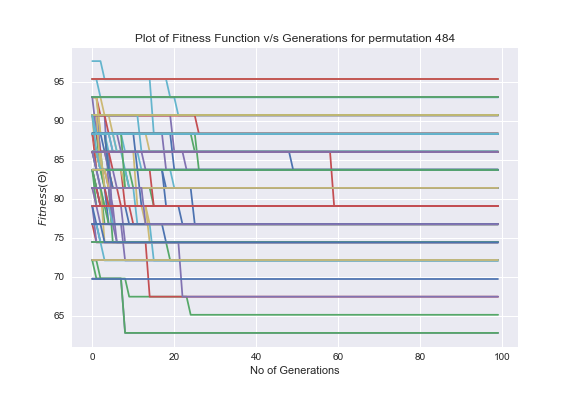 Plot of Fitness Function v/s Generations for permutation 484
95
90
85
80
75
70
65
Fitness(Θ)
0 20 40 60 80 100
No of Generations